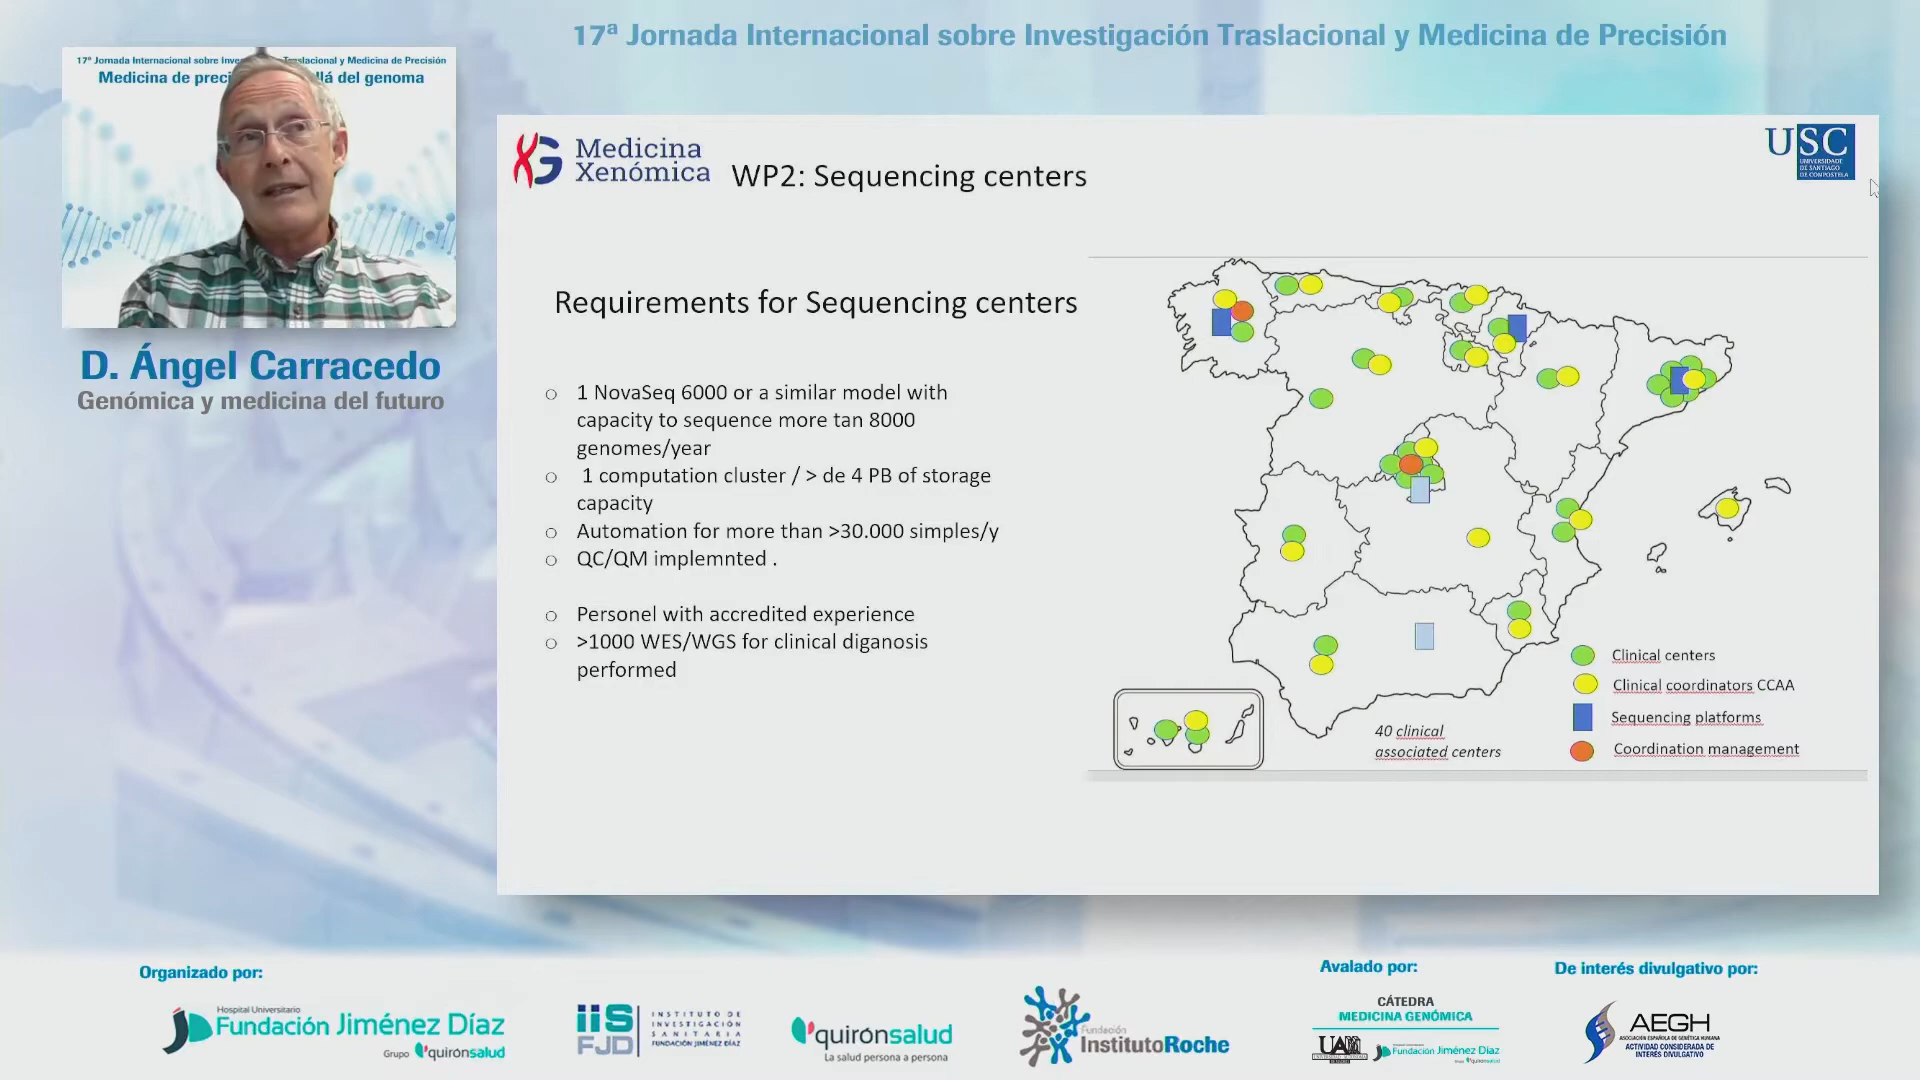 17ª Jornada Internacional sobre Investigación Traslacional y Medicina de Precisión
17ª Jornada Internacional sobre Inves Traslacional y Medicina de Precisión
Medicina de preci llá del genoma
D. Ángel Carracedo
Genómica y medicina del futuro
XG Medicina
Xenómica
WP2: Sequencing centers
USC
UNIVERSIDADE
DE SANTIAGO
DE COMPOSTELA
Requirements for Sequencing centers
○ 1 NovaSeq 6000 or a similar model with
capacity to sequence more tan 8000
genomes/year
○ 1 computation cluster / > de 4 PB of storage
capacity
○ Automation for more than >30.000 simples/y
○ QC/QM implemnted .
○ Personel with accredited experience
○ >1000 WES/WGS for clinical diganosis
performed
Clinical centers
Clinical coordinators CCAA
Sequencing platforms
Coordination management
40 clinical
associated centers
Organizado por:
Hospital Universitario
Fundación Jiménez Díaz
Grupo quirónsalud
iiS
FJD
INSTITUTO DE
INVESTIGACIÓN
SANITARIA
FUNDACIÓN JIMÉNEZ DÍAZ
quirónsalud
La salud persona a persona
Fundación
InstitutoRoche
Avalado por:
CÁTEDRA
MEDICINA GENÓMICA
UAM
Fundación Jiménez Díaz
De interés divulgativo por:
AEGH
ASOCIACIÓN ESPAÑOLA DE GENÉTICA HUMANA
ACTIVIDAD CONSIDERADA DE
INTERÉS DIVULGATIVO